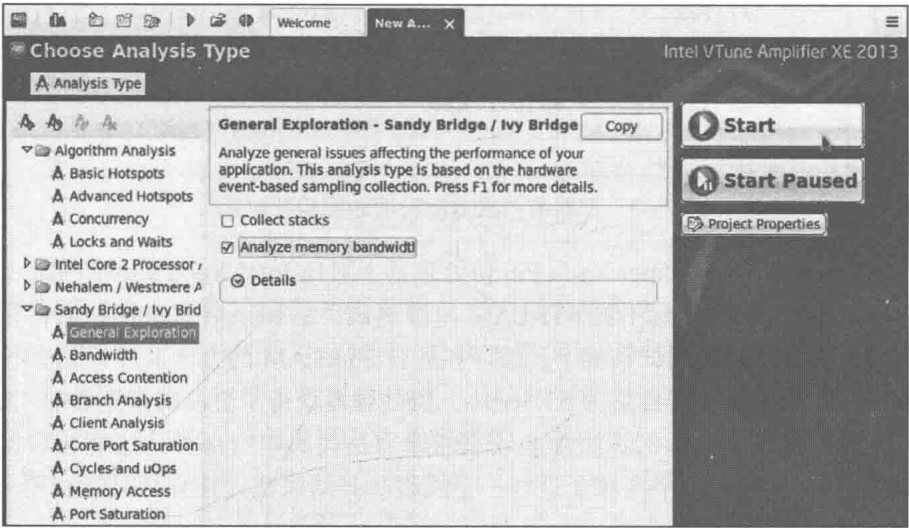 Welcome
New A...
Choose Analysis Type
Intel VTune Amplifier XE 2013
Analysis Type
Algorithm Analysis
Basic Hotspots
Advanced Hotspots
Concurrency
Locks and Waits
Intel Core 2 Processor
Nehalem / Westmere A
Sandy Bridge / Ivy Brid
General Exploration
Bandwidth
Access Contention
Branch Analysis
Client Analysis
Core Port Saturation
Cycles and uOps
Memory Access
Port Saturation
General Exploration - Sandy Bridge / Ivy Bridge
Copy
Analyze general issues affecting the performance of your
application. This analysis type is based on the hardware
event-based sampling collection. Press F1 for more details.
Collect stacks
Analyze memory bandwidt
Details
Start
Start Paused
Project Properties